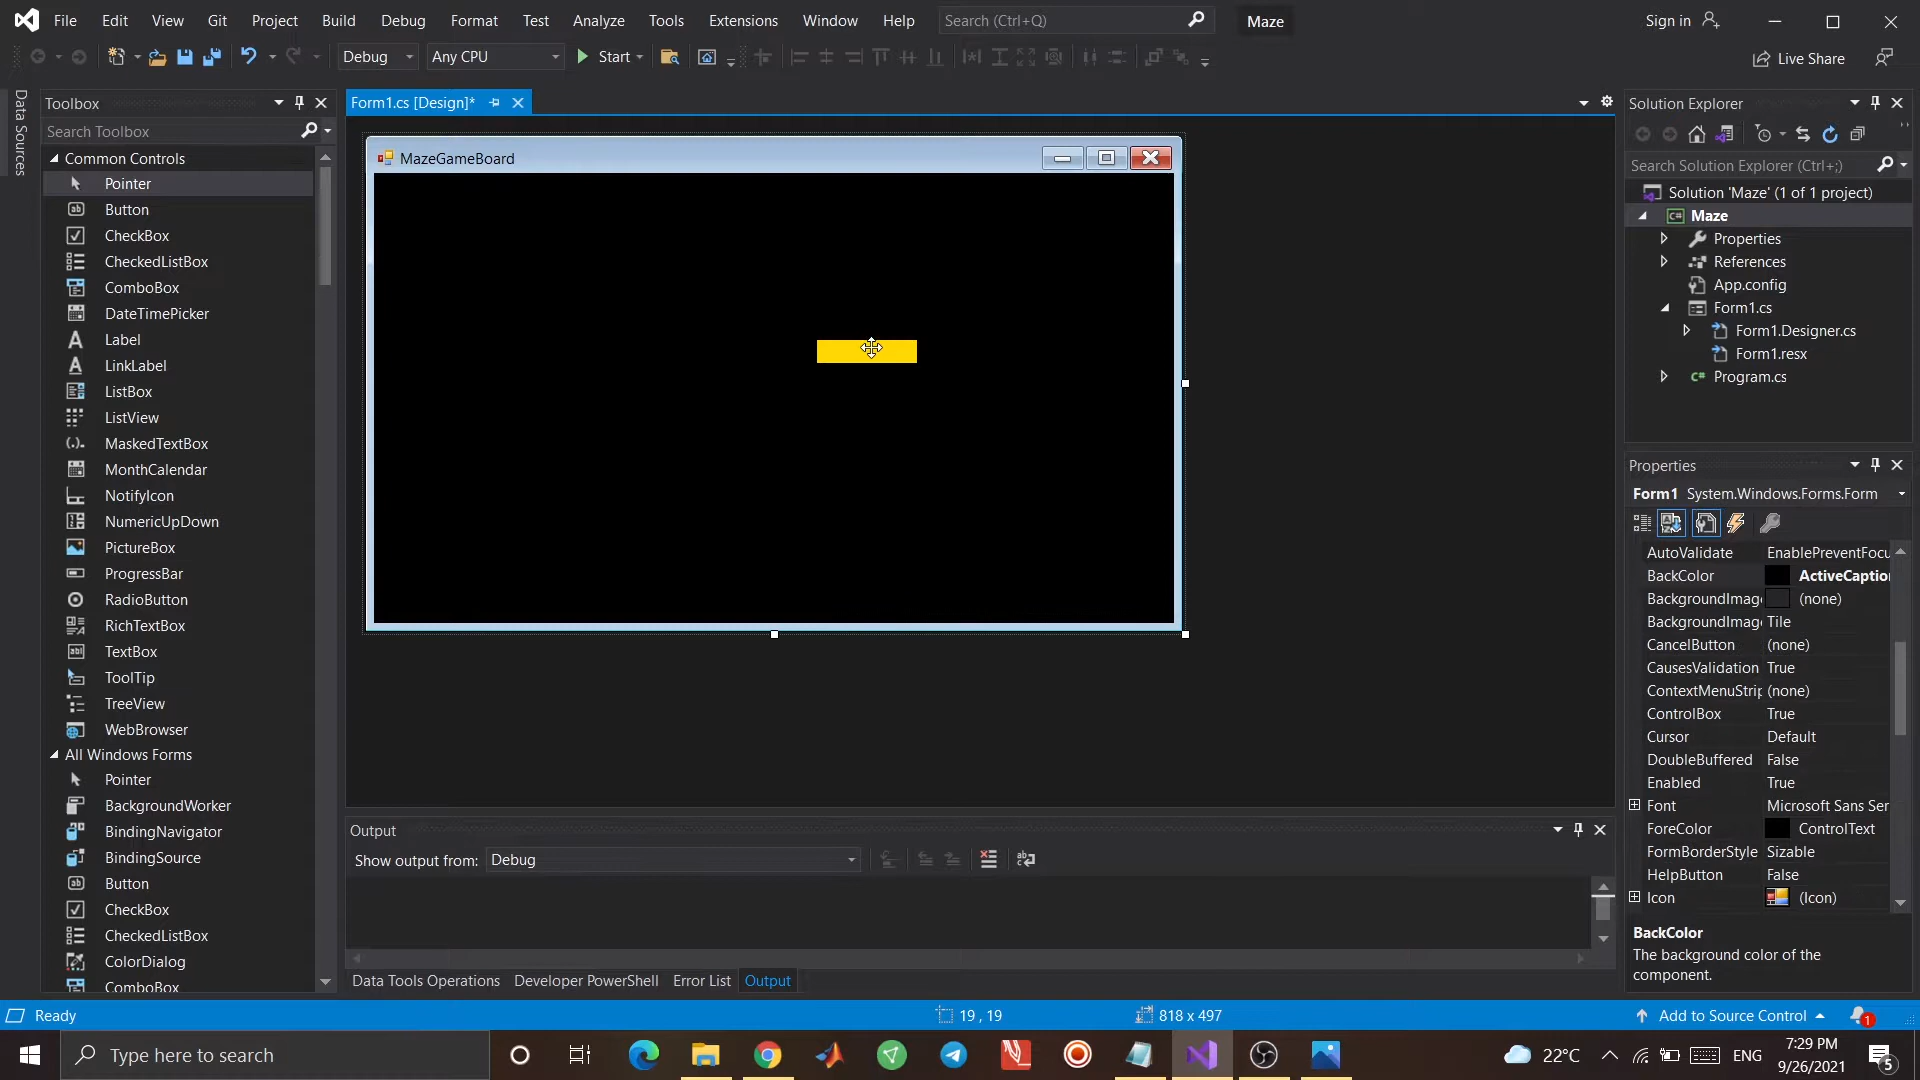 File Edit View Git Project Build Debug Format Test Analyze Tools Extensions Window Help Search (Ctrl+Q) Maze Sign in
Debug Any CPU Start Live Share
Data Sources
Toolbox
Search Toolbox
Common Controls
Pointer
Button
CheckBox
CheckedListBox
ComboBox
DateTimePicker
Label
LinkLabel
ListBox
ListView
MaskedTextBox
MonthCalendar
NotifyIcon
NumericUpDown
PictureBox
ProgressBar
RadioButton
RichTextBox
TextBox
ToolTip
TreeView
WebBrowser
All Windows Forms
Pointer
BackgroundWorker
BindingNavigator
BindingSource
Button
CheckBox
CheckedListBox
ColorDialog
ComboBox
Form1.cs [Design]*
MazeGameBoard
Output
Show output from: Debug
Data Tools Operations Developer PowerShell Error List Output
Solution Explorer
Search Solution Explorer (Ctrl+;)
Solution 'Maze' (1 of 1 project)
C# Maze
Properties
References
App.config
Form1.cs
Form1.Designer.cs
Form1.resx
C# Program.cs
Properties
Form1 System.Windows.Forms.Form
AutoValidate EnablePreventFocu
BackColor ActiveCaption
BackgroundImage (none)
BackgroundImage Tile
CancelButton (none)
CausesValidation True
ContextMenuStrip (none)
ControlBox True
Cursor Default
DoubleBuffered False
Enabled True
Font Microsoft Sans Ser
ForeColor ControlText
FormBorderStyle Sizable
HelpButton False
Icon (Icon)
BackColor
The background color of the
component.
Ready 19 , 19 818 x 497 Add to Source Control 1
Type here to search 22°C ENG 7:29 PM
9/26/2021 5